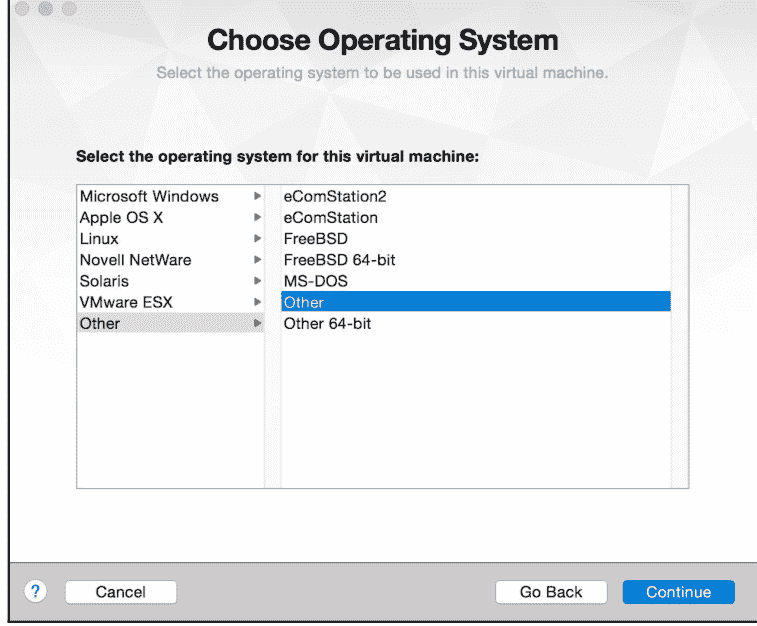 Choose Operating System
Select the operating system to be used in this virtual machine.
Select the operating system for this virtual machine:
Microsoft Windows
Apple OS X
Linux
Novell NetWare
Solaris
VMware ESX
Other
eComStation2
eComStation
FreeBSD
FreeBSD 64-bit
MS-DOS
Other
Other 64-bit
?
Cancel
Go Back
Continue